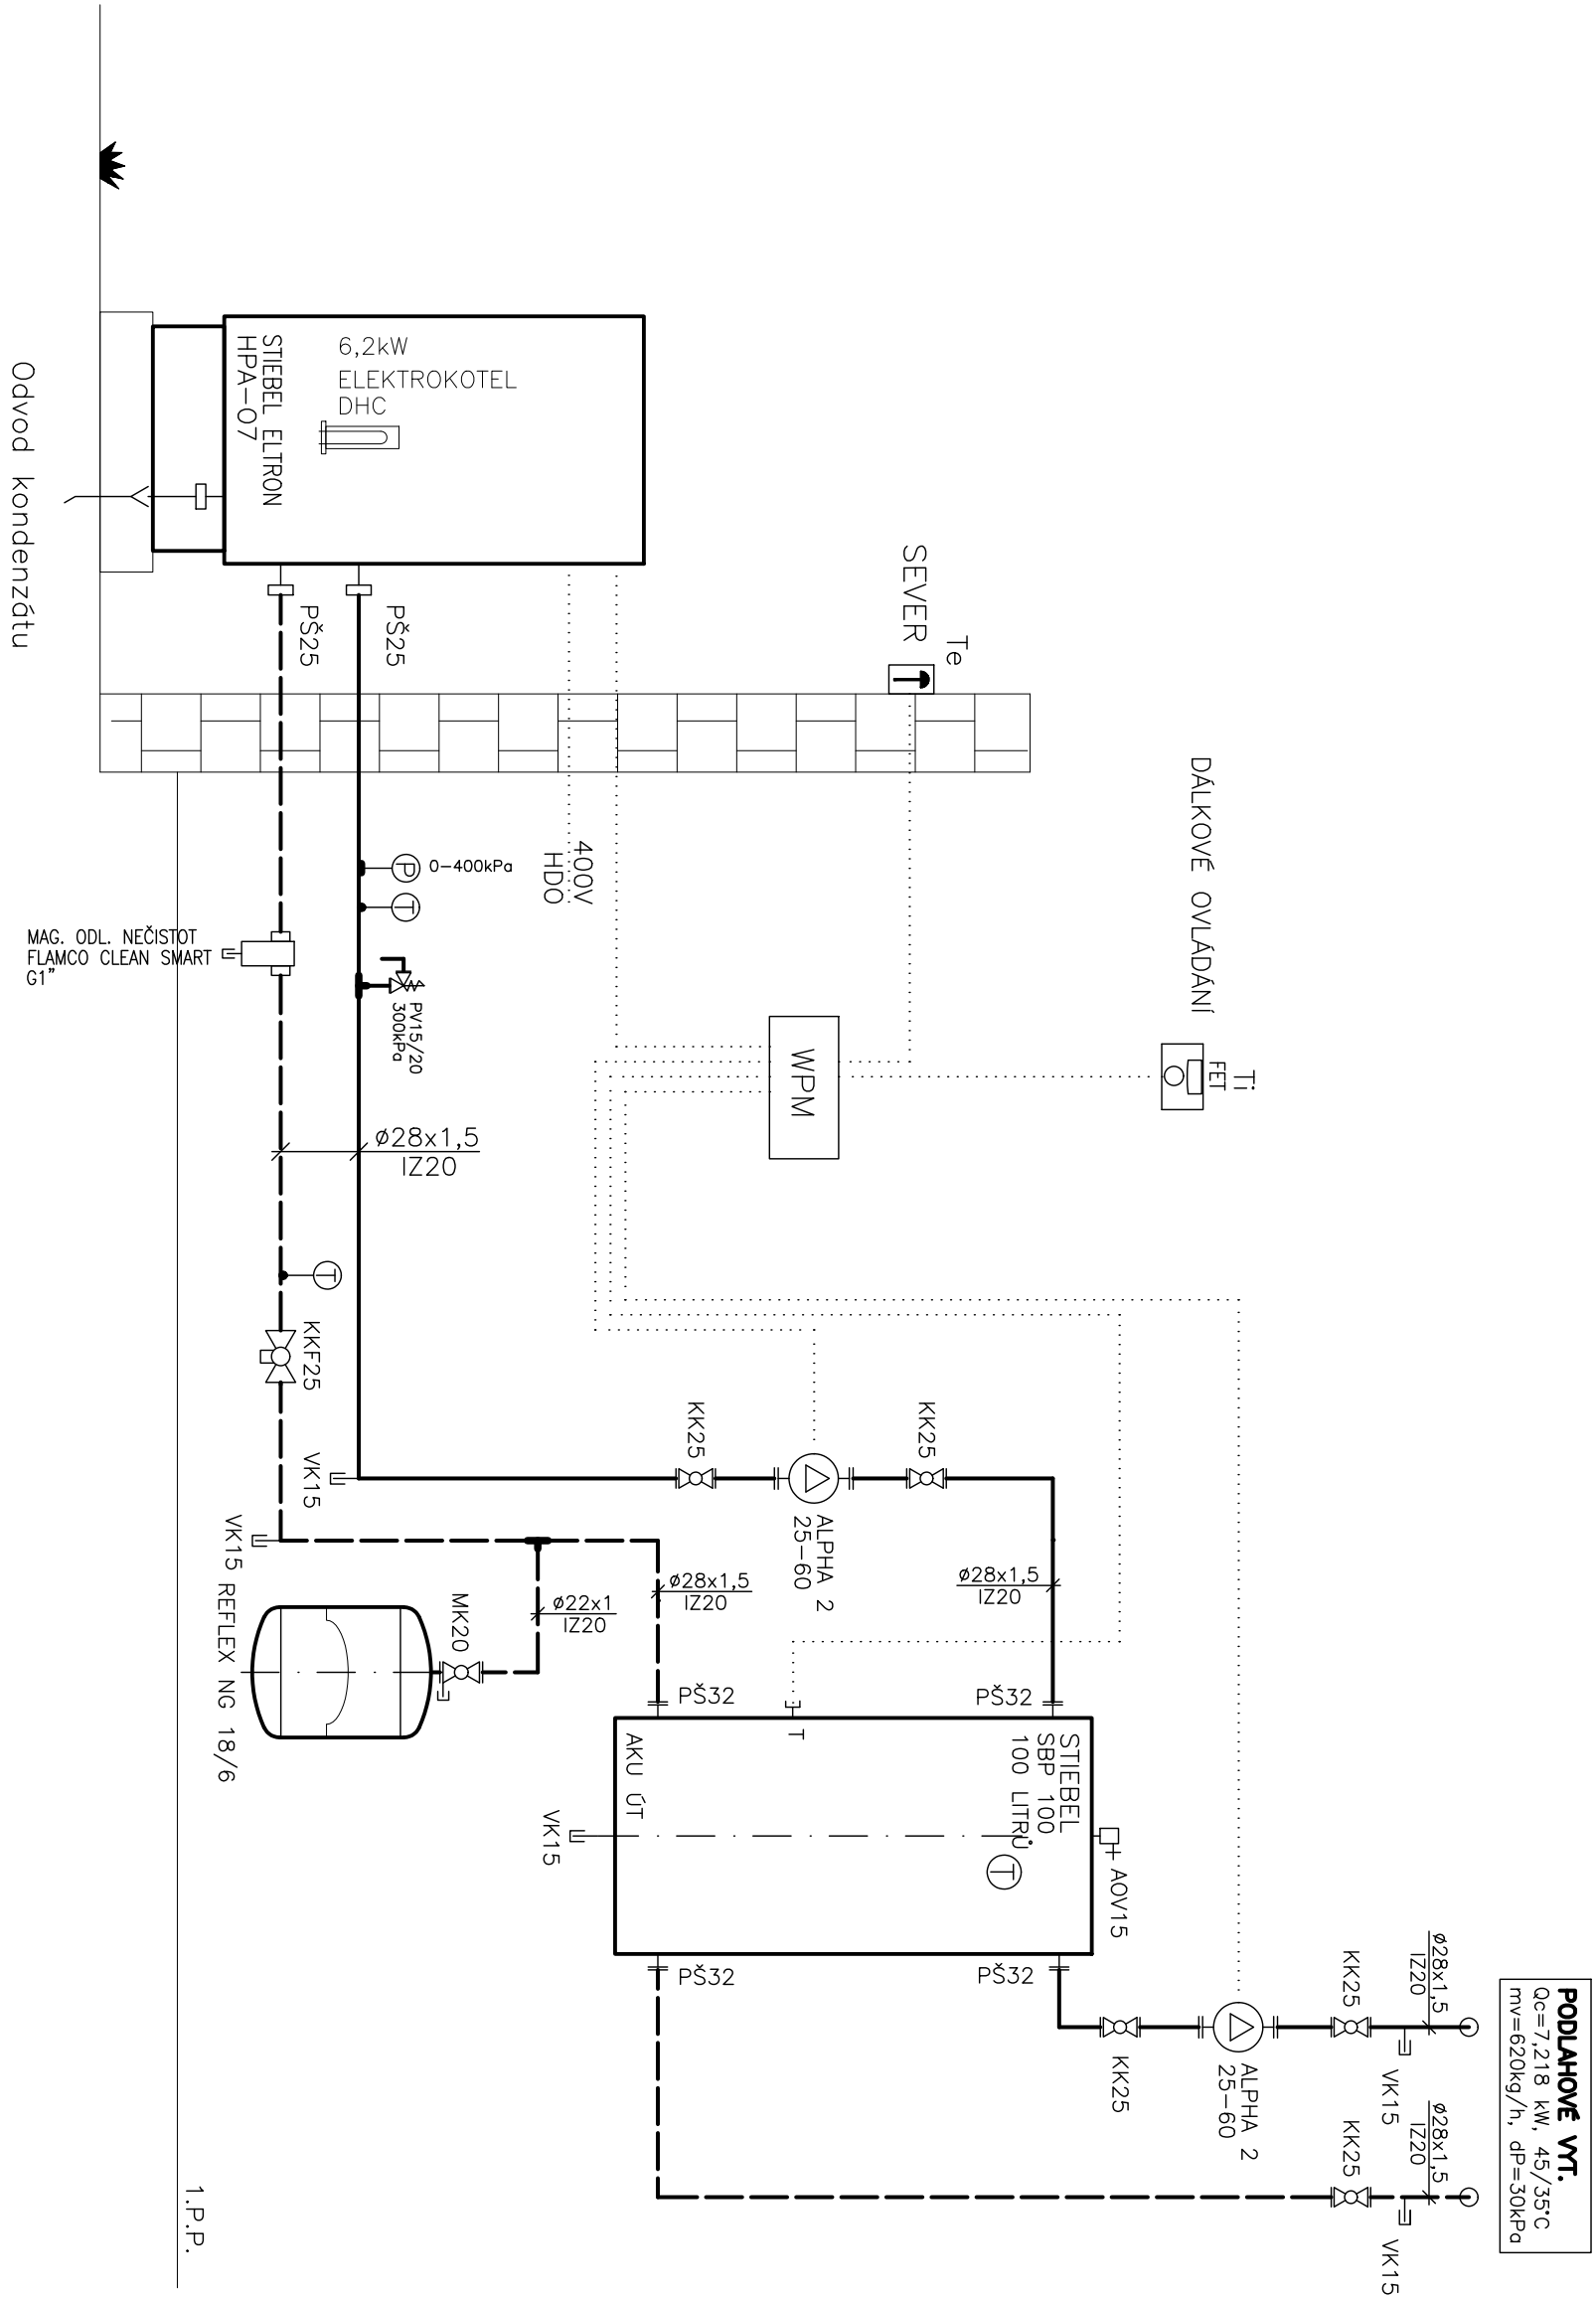 6,2kW
ELEKTROKOTEL
DHC
STIEBEL ELTRON
HPA-07
Odvod kondenzátu
PŠ25
PŠ25
SEVER
Te
DÁLKOVÉ OVLÁDÁNÍ
Ti
FET
400V
HDO
P
0-400kPa
T
MAG. ODL. NEČISTOT
FLAMCO CLEAN SMART
G1"
PV15/20
300kPa
WPM
ø28x1,5
IZ20
T
KKF25
VK15
VK15
KK25
KK25
ALPHA 2
25-60
ø28x1,5
IZ20
ø28x1,5
IZ20
ø22x1
IZ20
MK20
REFLEX NG 18/6
PŠ32
PŠ32
T
STIEBEL
SBP 100
100 LITRŮ
AKU ÚT
T
VK15
AOV15
PŠ32
PŠ32
KK25
ALPHA 2
25-60
KK25
ø28x1,5
IZ20
VK15
KK25
ø28x1,5
IZ20
VK15
PODLAHOVÉ VYT.
Qc=7,218 kW, 45/35°C
mv=620kg/h, dP=30kPa
1.P.P.